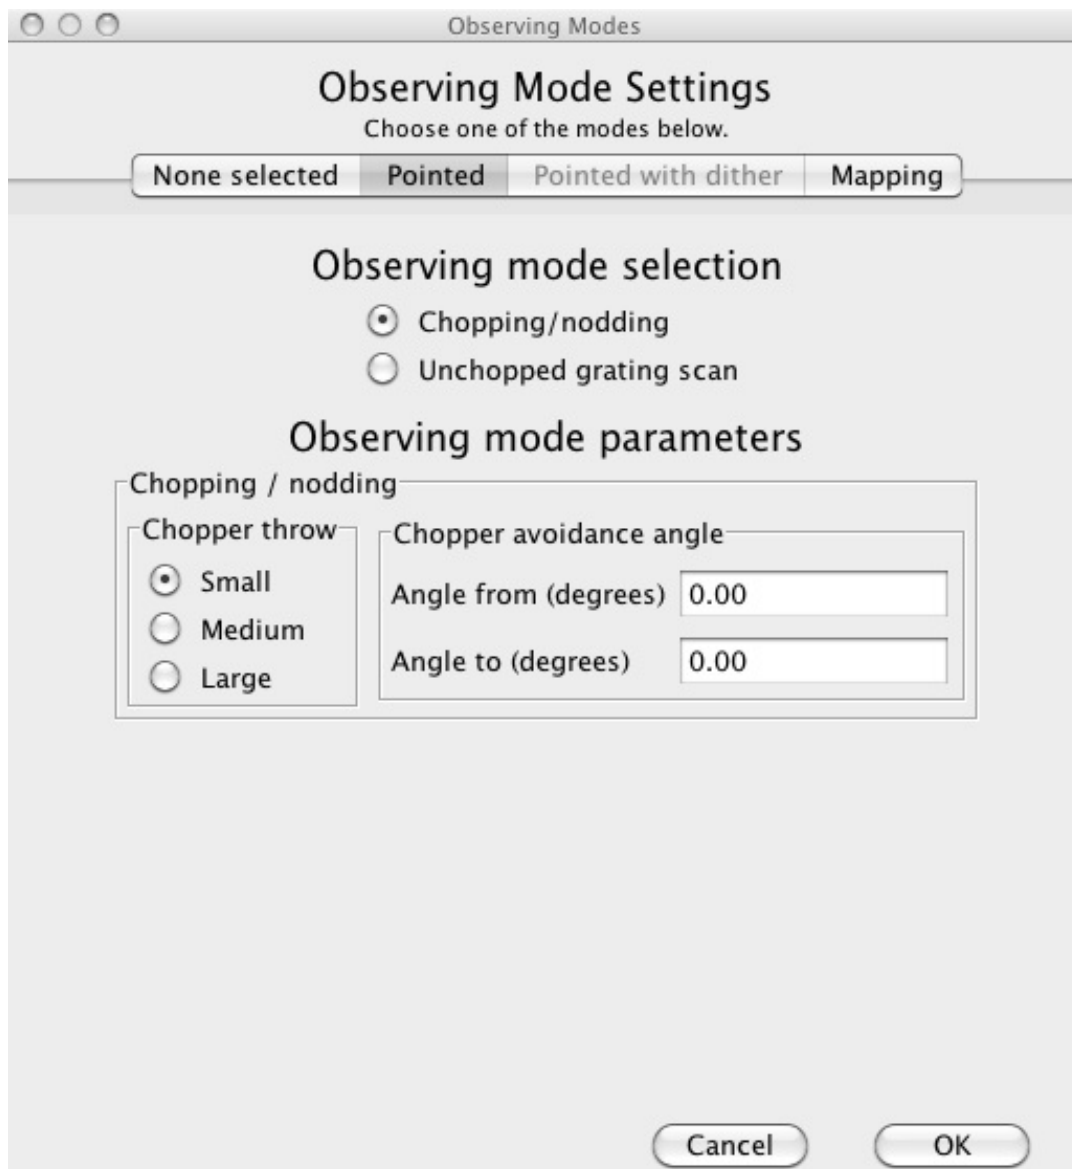 Observing Modes
Observing Mode Settings
Choose one of the modes below.
None selected Pointed Pointed with dither Mapping
Observing mode selection
Chopping/nodding
Unchopped grating scan
Observing mode parameters
Chopping / nodding
Chopper throw
Small
Medium
Large
Chopper avoidance angle
Angle from (degrees) 0.00
Angle to (degrees) 0.00
Cancel OK